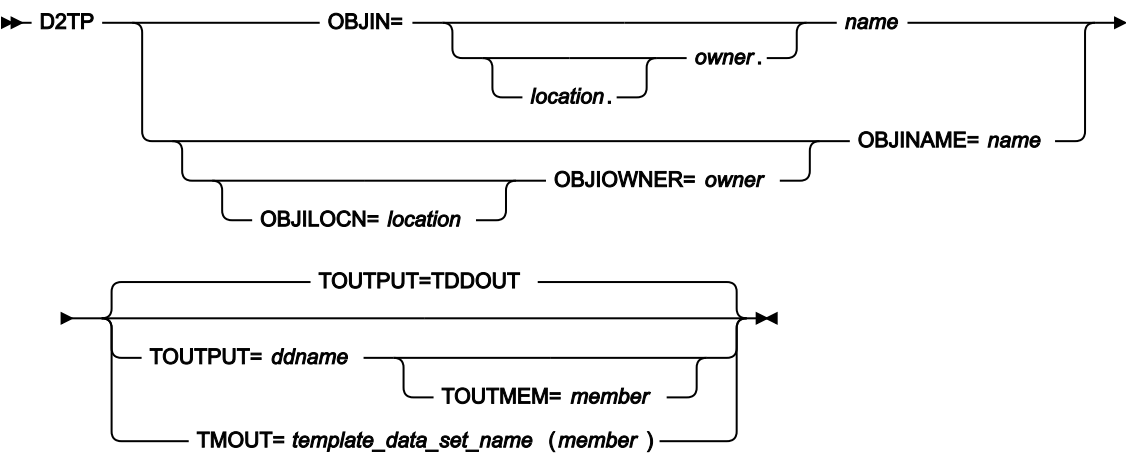 D2TP OBJIN= name
owner.
location.
OBJINAME= name
OBJIOWNER= owner
OBJILOCN= location
TOUTPUT=TDDOUT
TOUTPUT= ddname
TOUTMEM= member
TMOUT= template_data_set_name (member )